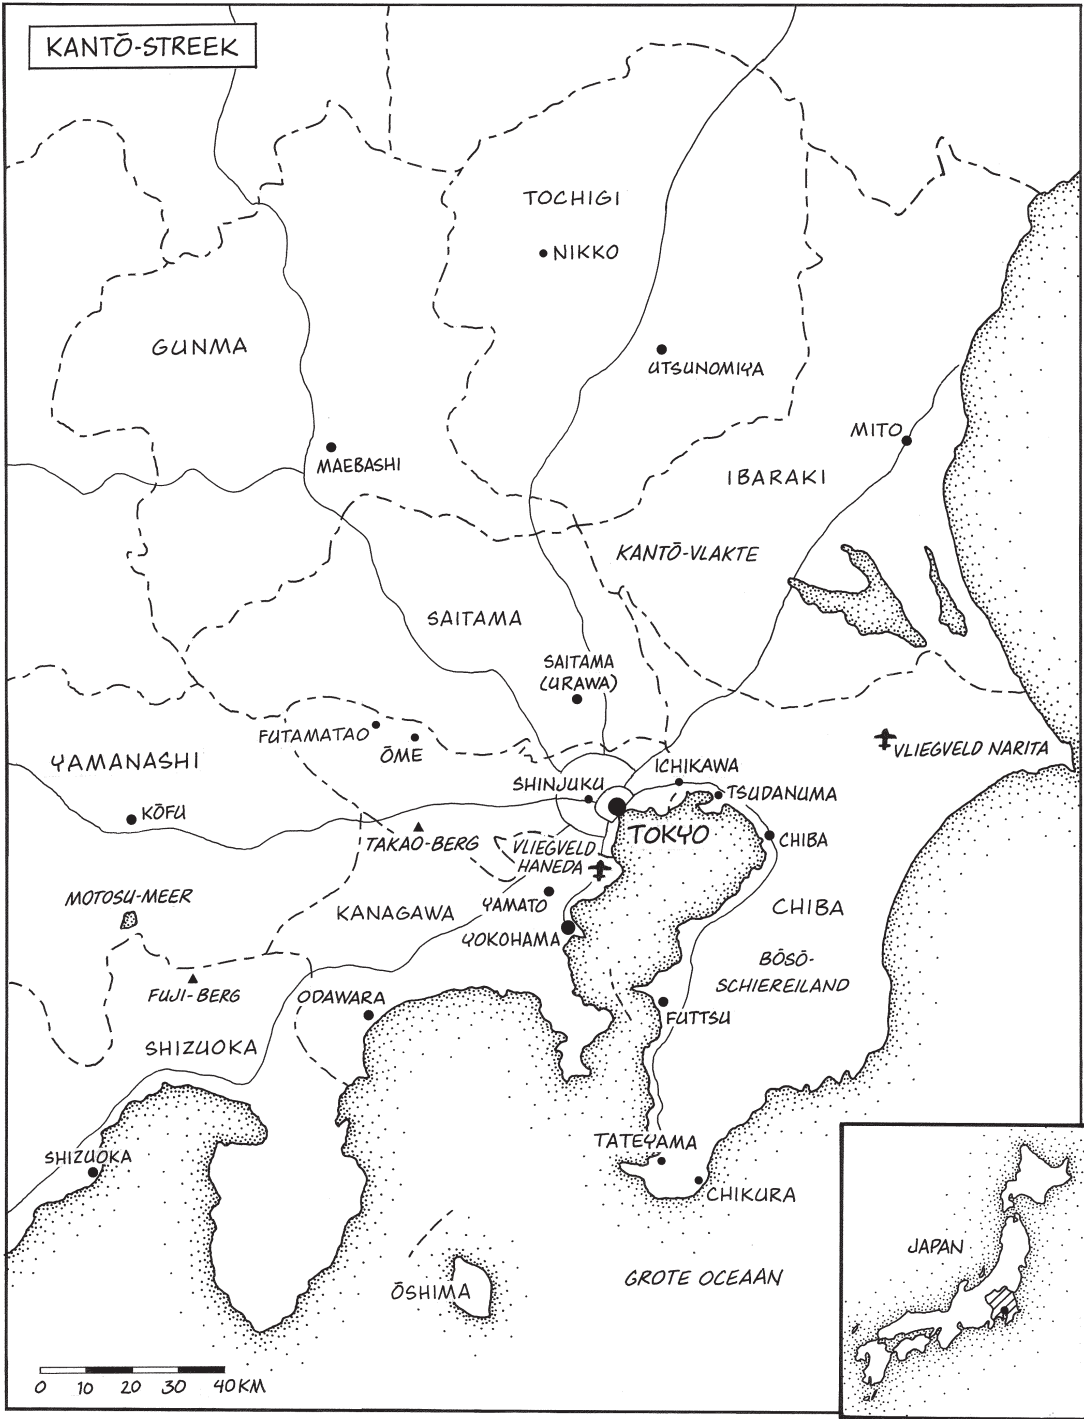 KANTŌ-STREEK
TOCHIGI
NIKKO
GUNMA
UTSUNOMIYA
MITO
MAEBASHI
IBARAKI
KANTŌ-VLAKTE
SAITAMA
SAITAMA
(URAWA)
FUTAMATAO
ŌME
YAMANASHI
VLIEGVELD NARITA
ICHIKAWA
SHINJUKU
TSUDANUMA
KŌFU
TOKYO
TAKAO-BERG
VLIEGVELD
HANEDA
CHIBA
MOTOSU-MEER
YAMATO
KANAGAWA
CHIBA
YOKOHAMA
BŌSŌ-
SCHIEREILAND
FUJI-BERG
ODAWARA
FUTTSU
SHIZUOKA
TATEYAMA
SHIZUOKA
CHIKURA
JAPAN
GROTE OCEAAN
ŌSHIMA
0 10 20 30 40 KM